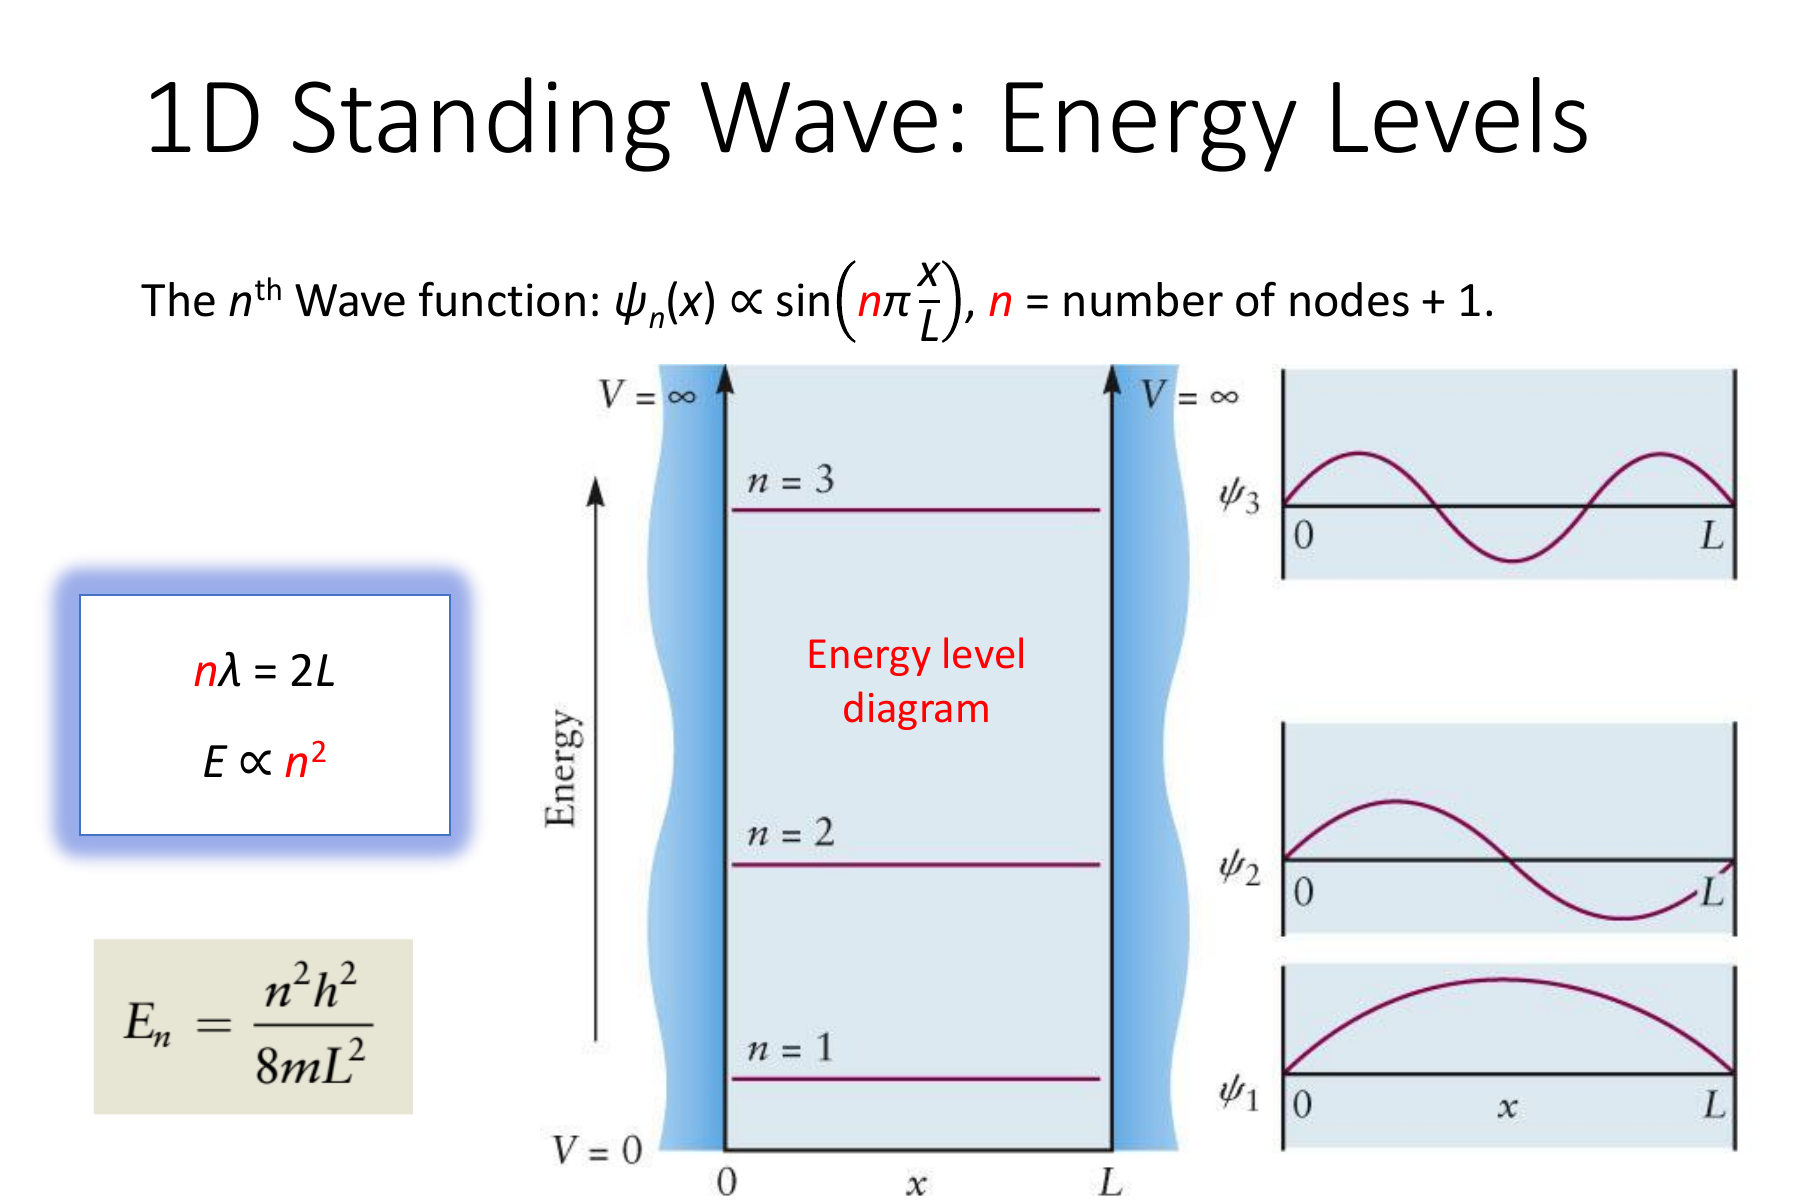 1D Standing Wave: Energy Levels
The nᵗʰ Wave function: ψₙ(x) ∝ sin(nπ x/L), n = number of nodes + 1.
V = ∞
V = ∞
n = 3
ψ₃
0
L
Energy level
diagram
nλ = 2L
E ∝ n²
Energy
n = 2
ψ₂
0
L
Eₙ = n²h²/8mL²
n = 1
ψ₁
0
x
L
V = 0
0
x
L